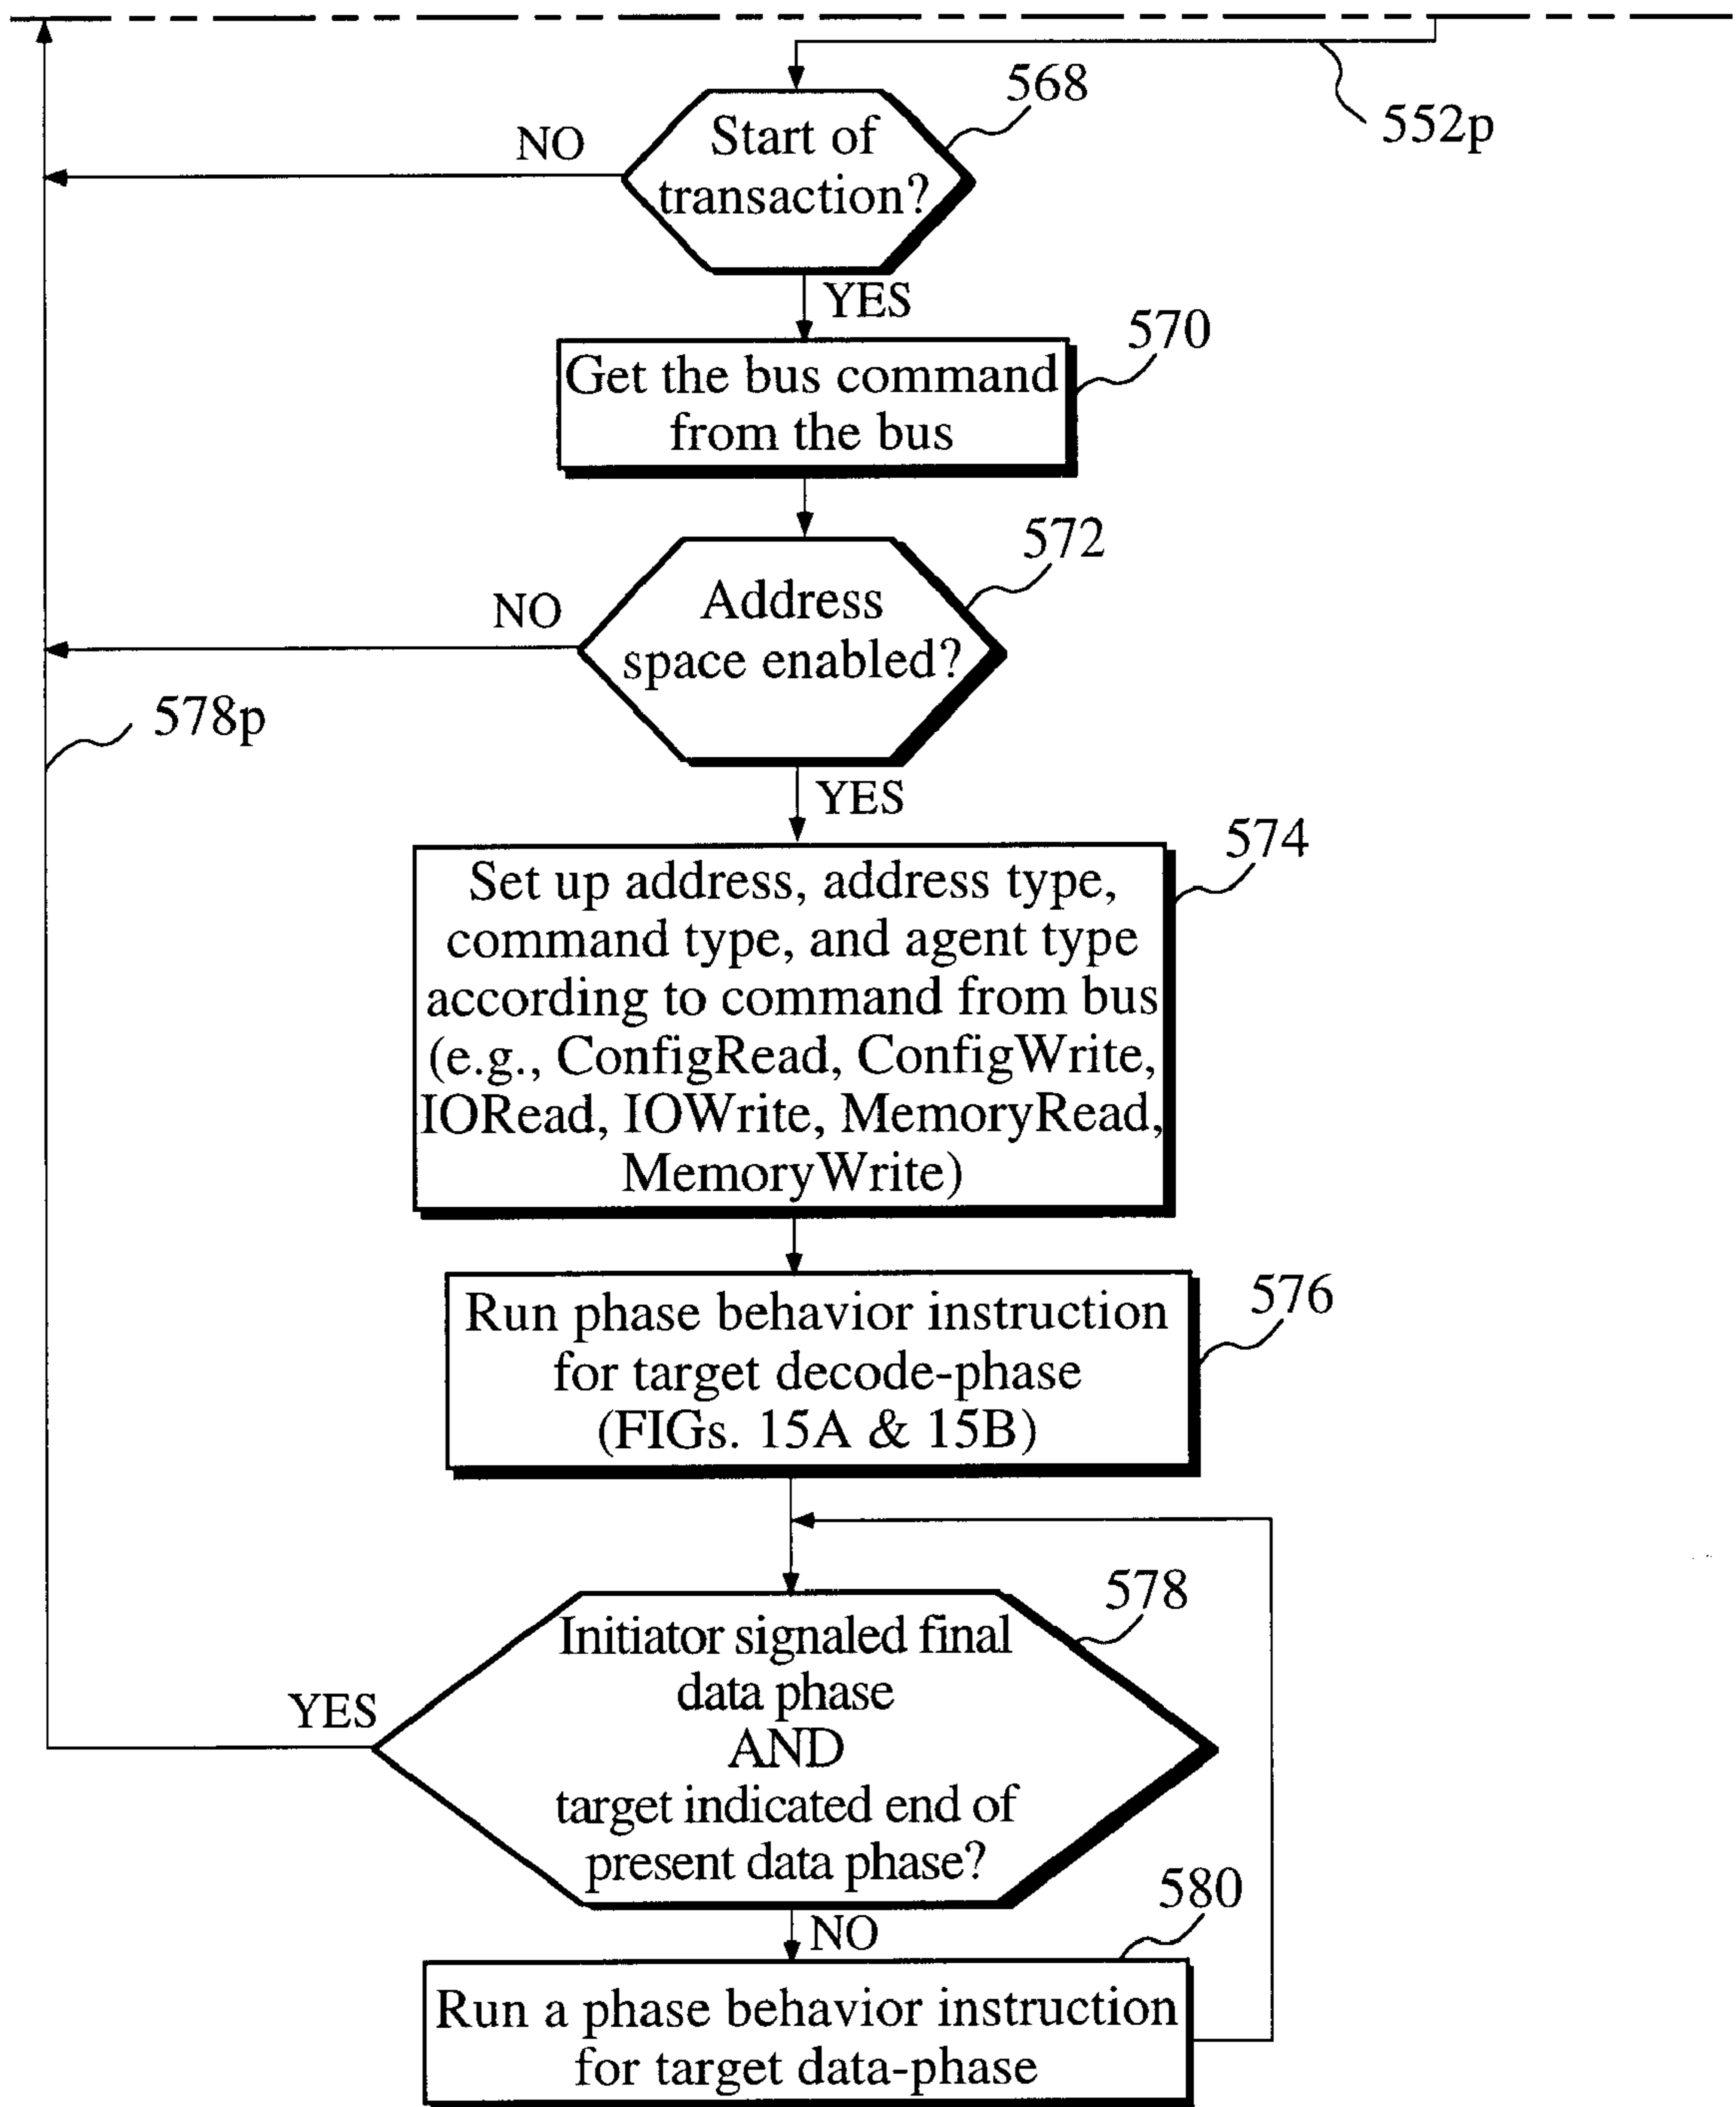 568
552p
Start of
transaction?
NO
YES
570
Get the bus command
from the bus
572
Address
space enabled?
NO
578p
YES
574
Set up address, address type,
command type, and agent type
according to command from bus
(e.g., ConfigRead, ConfigWrite,
IORead, IOWrite, MemoryRead,
MemoryWrite)
576
Run phase behavior instruction
for target decode-phase
(FIGs. 15A & 15B)
578
Initiator signaled final
data phase
AND
target indicated end of
present data phase?
YES
NO
580
Run a phase behavior instruction
for target data-phase